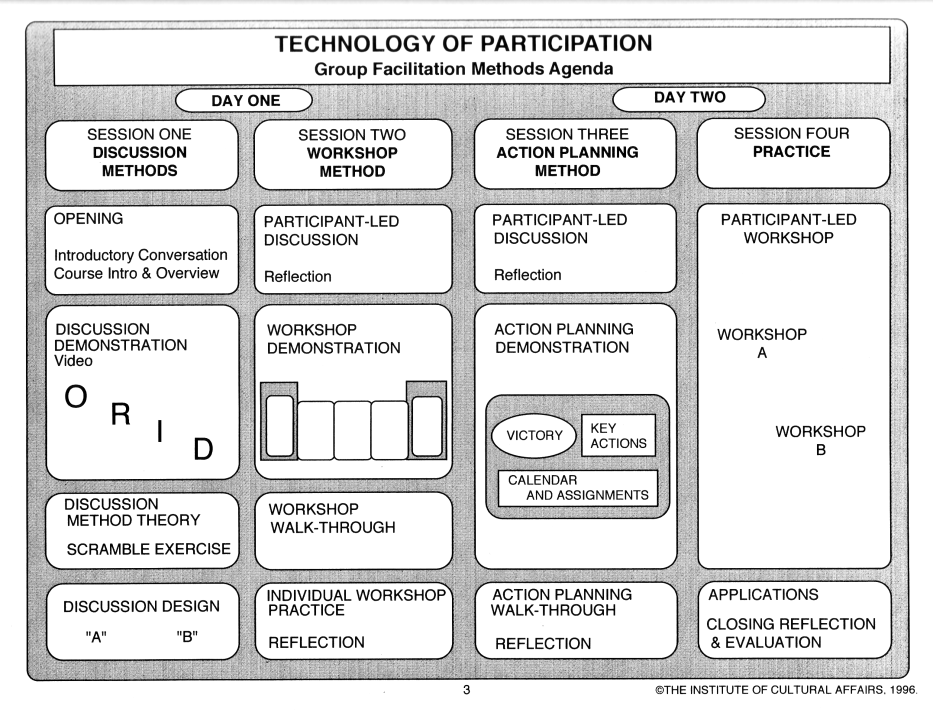 TECHNOLOGY OF PARTICIPATION
Group Facilitation Methods Agenda
DAY ONE
DAY TWO
SESSION ONE
DISCUSSION
METHODS
SESSION TWO
WORKSHOP
METHOD
SESSION THREE
ACTION PLANNING
METHOD
SESSION FOUR
PRACTICE
OPENING
Introductory Conversation
Course Intro & Overview
DISCUSSION
DEMONSTRATION
Video
O
R
I
D
DISCUSSION
METHOD THEORY
SCRAMBLE EXERCISE
DISCUSSION DESIGN
"A" "B"
PARTICIPANT-LED
DISCUSSION
Reflection
WORKSHOP
DEMONSTRATION
WORKSHOP
WALK-THROUGH
INDIVIDUAL WORKSHOP
PRACTICE
REFLECTION
PARTICIPANT-LED
DISCUSSION
Reflection
ACTION PLANNING
DEMONSTRATION
VICTORY
KEY
ACTIONS
CALENDAR
AND ASSIGNMENTS
ACTION PLANNING
WALK-THROUGH
REFLECTION
PARTICIPANT-LED
WORKSHOP
WORKSHOP
A
WORKSHOP
B
APPLICATIONS
CLOSING REFLECTION
& EVALUATION
3
©THE INSTITUTE OF CULTURAL AFFAIRS, 1996.